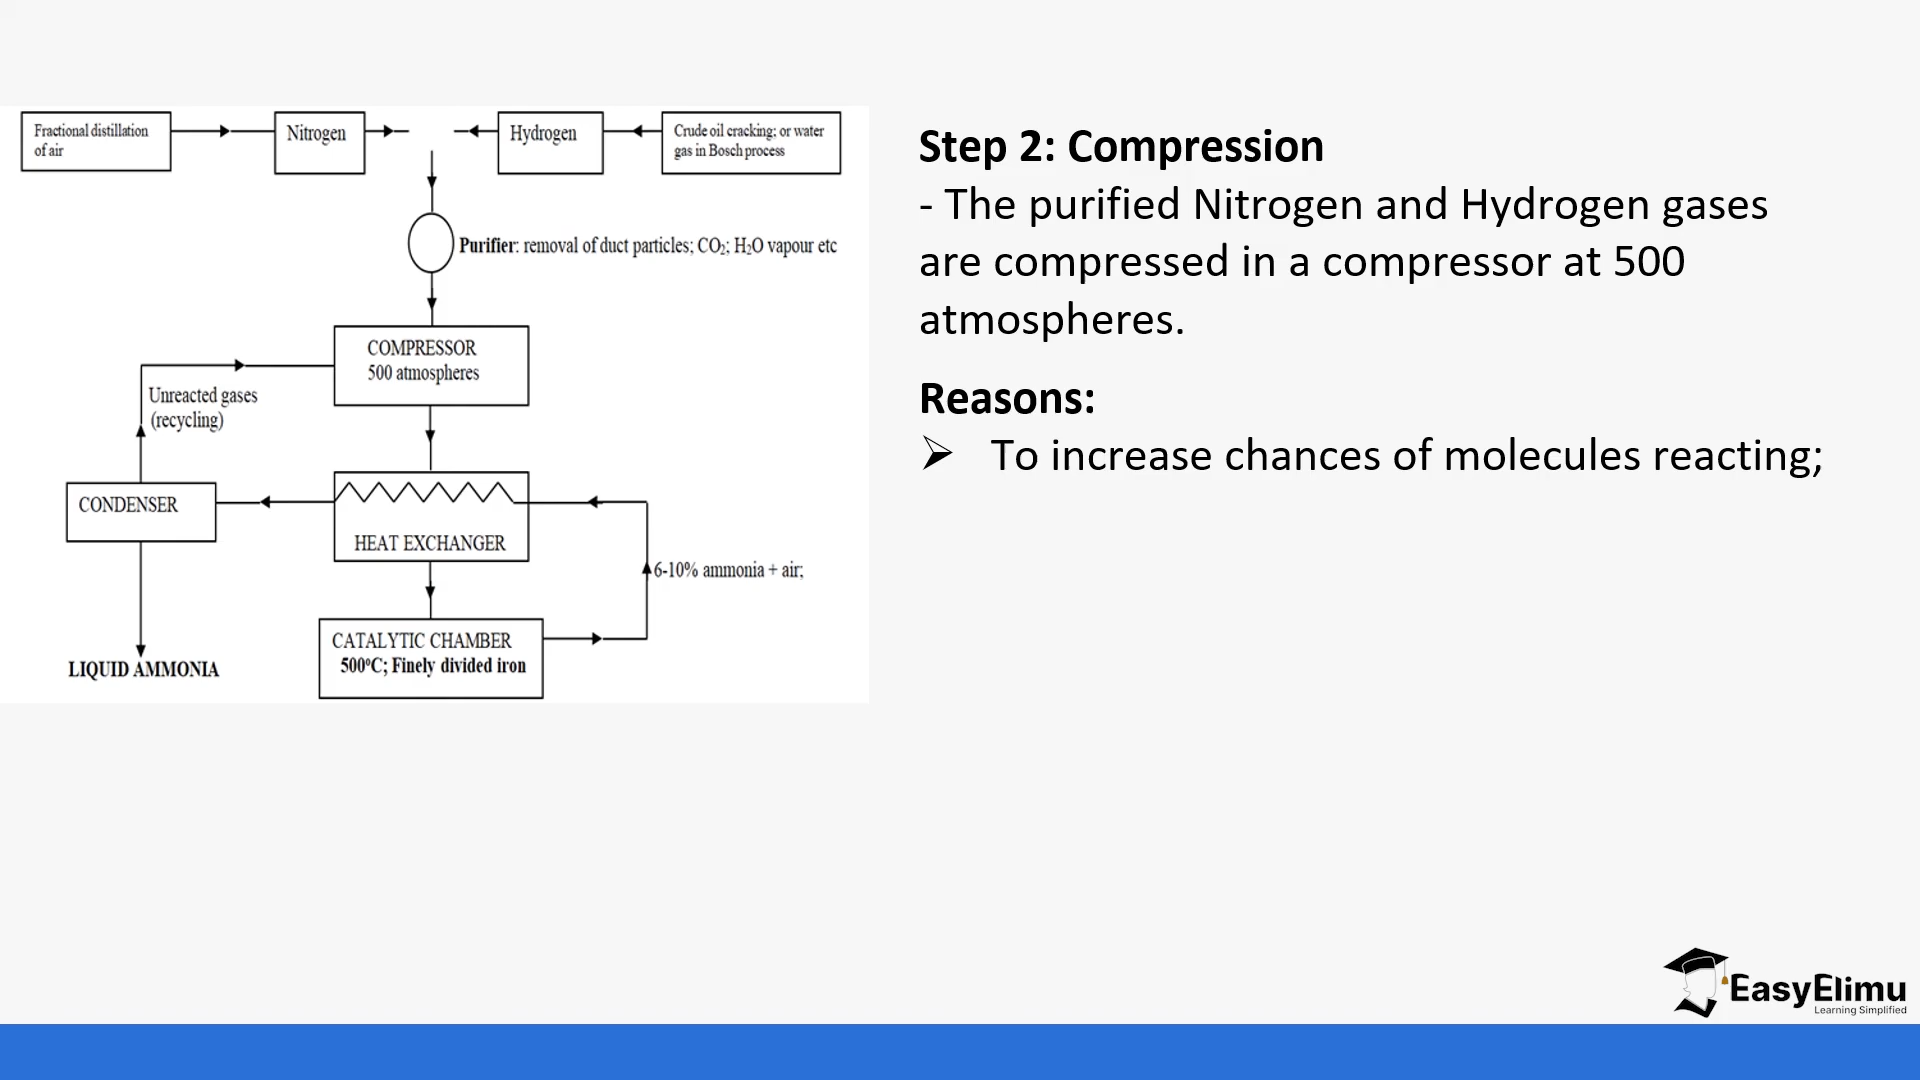 Fractional distillation
of air
Nitrogen
Hydrogen
Crude oil cracking; or water
gas in Bosch process
Purifier: removal of duct particles; CO₂; H₂O vapour etc
COMPRESSOR
500 atmospheres
Unreacted gases
(recycling)
CONDENSER
HEAT EXCHANGER
6-10% ammonia + air;
CATALYTIC CHAMBER
500°C; Finely divided iron
LIQUID AMMONIA
Step 2: Compression
- The purified Nitrogen and Hydrogen gases
are compressed in a compressor at 500
atmospheres.
Reasons:
➢ To increase chances of molecules reacting;
EasyElimu
Learning Simplified